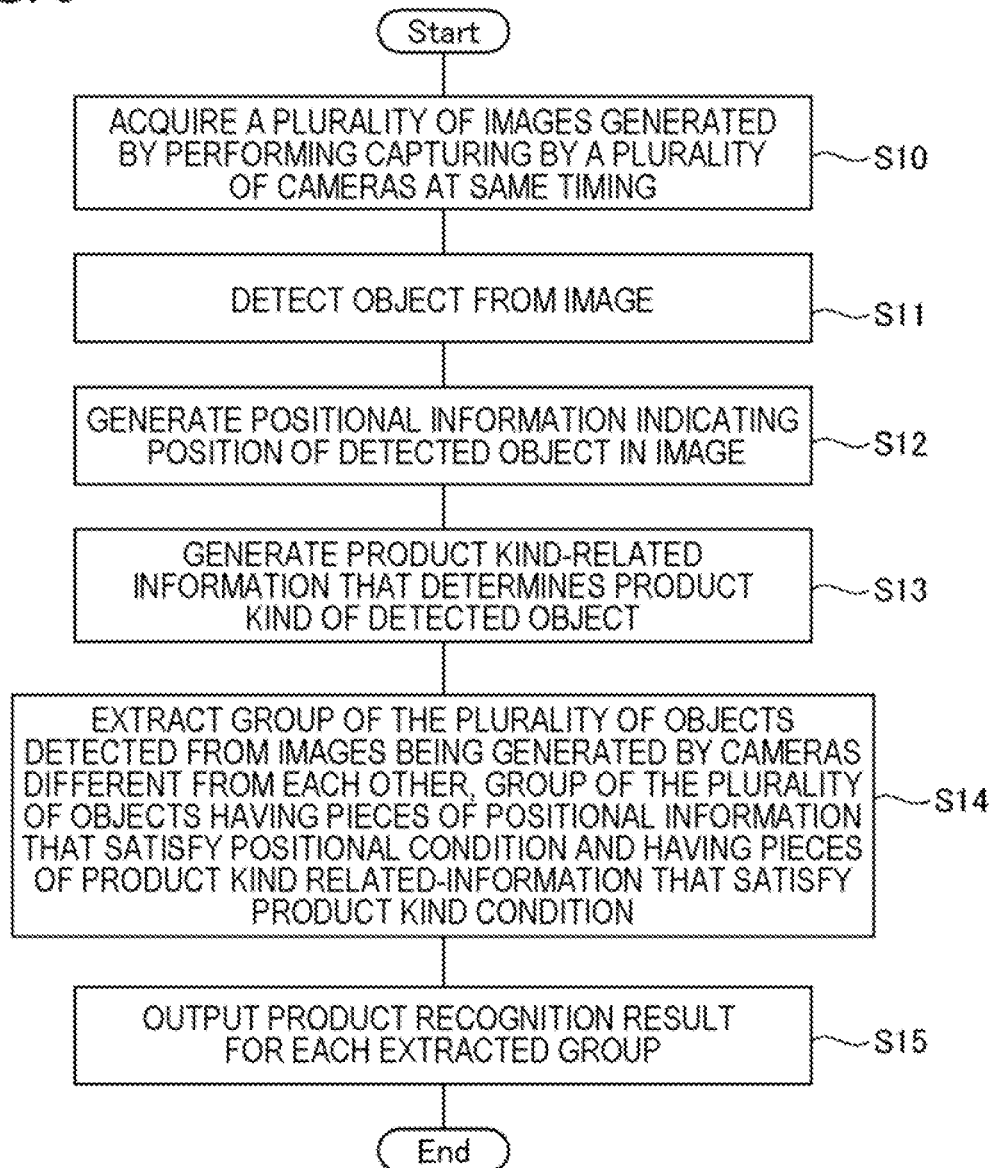 Start
ACQUIRE A PLURALITY OF IMAGES GENERATED
BY PERFORMING CAPTURING BY A PLURALITY
OF CAMERAS AT SAME TIMING
S10
DETECT OBJECT FROM IMAGE
S11
GENERATE POSITIONAL INFORMATION INDICATING
POSITION OF DETECTED OBJECT IN IMAGE
S12
GENERATE PRODUCT KIND-RELATED
INFORMATION THAT DETERMINES PRODUCT
KIND OF DETECTED OBJECT
S13
EXTRACT GROUP OF THE PLURALITY OF OBJECTS
DETECTED FROM IMAGES BEING GENERATED BY CAMERAS
DIFFERENT FROM EACH OTHER, GROUP OF THE PLURALITY
OF OBJECTS HAVING PIECES OF POSITIONAL INFORMATION
THAT SATISFY POSITIONAL CONDITION AND HAVING PIECES
OF PRODUCT KIND RELATED-INFORMATION THAT SATISFY
PRODUCT KIND CONDITION
S14
OUTPUT PRODUCT RECOGNITION RESULT
FOR EACH EXTRACTED GROUP
S15
End